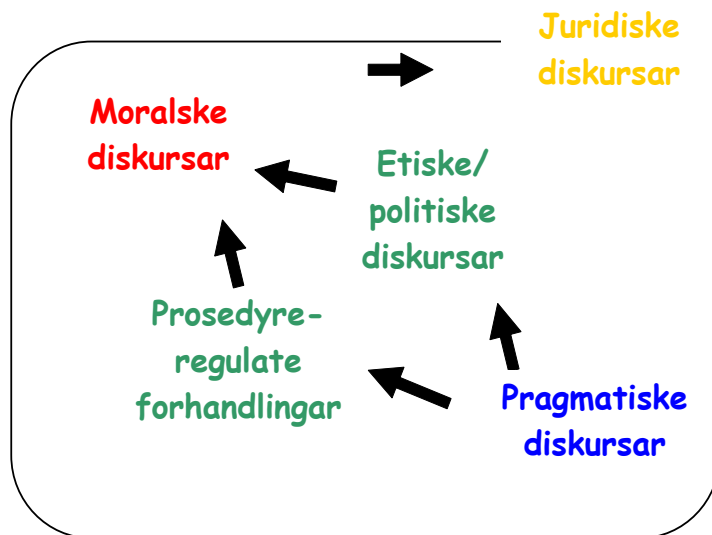 Juridiske
diskursar
Moralske
diskursar
Etiske/
politiske
diskursar
Prosedyre-
regulate
forhandlingar
Pragmatiske
diskursar